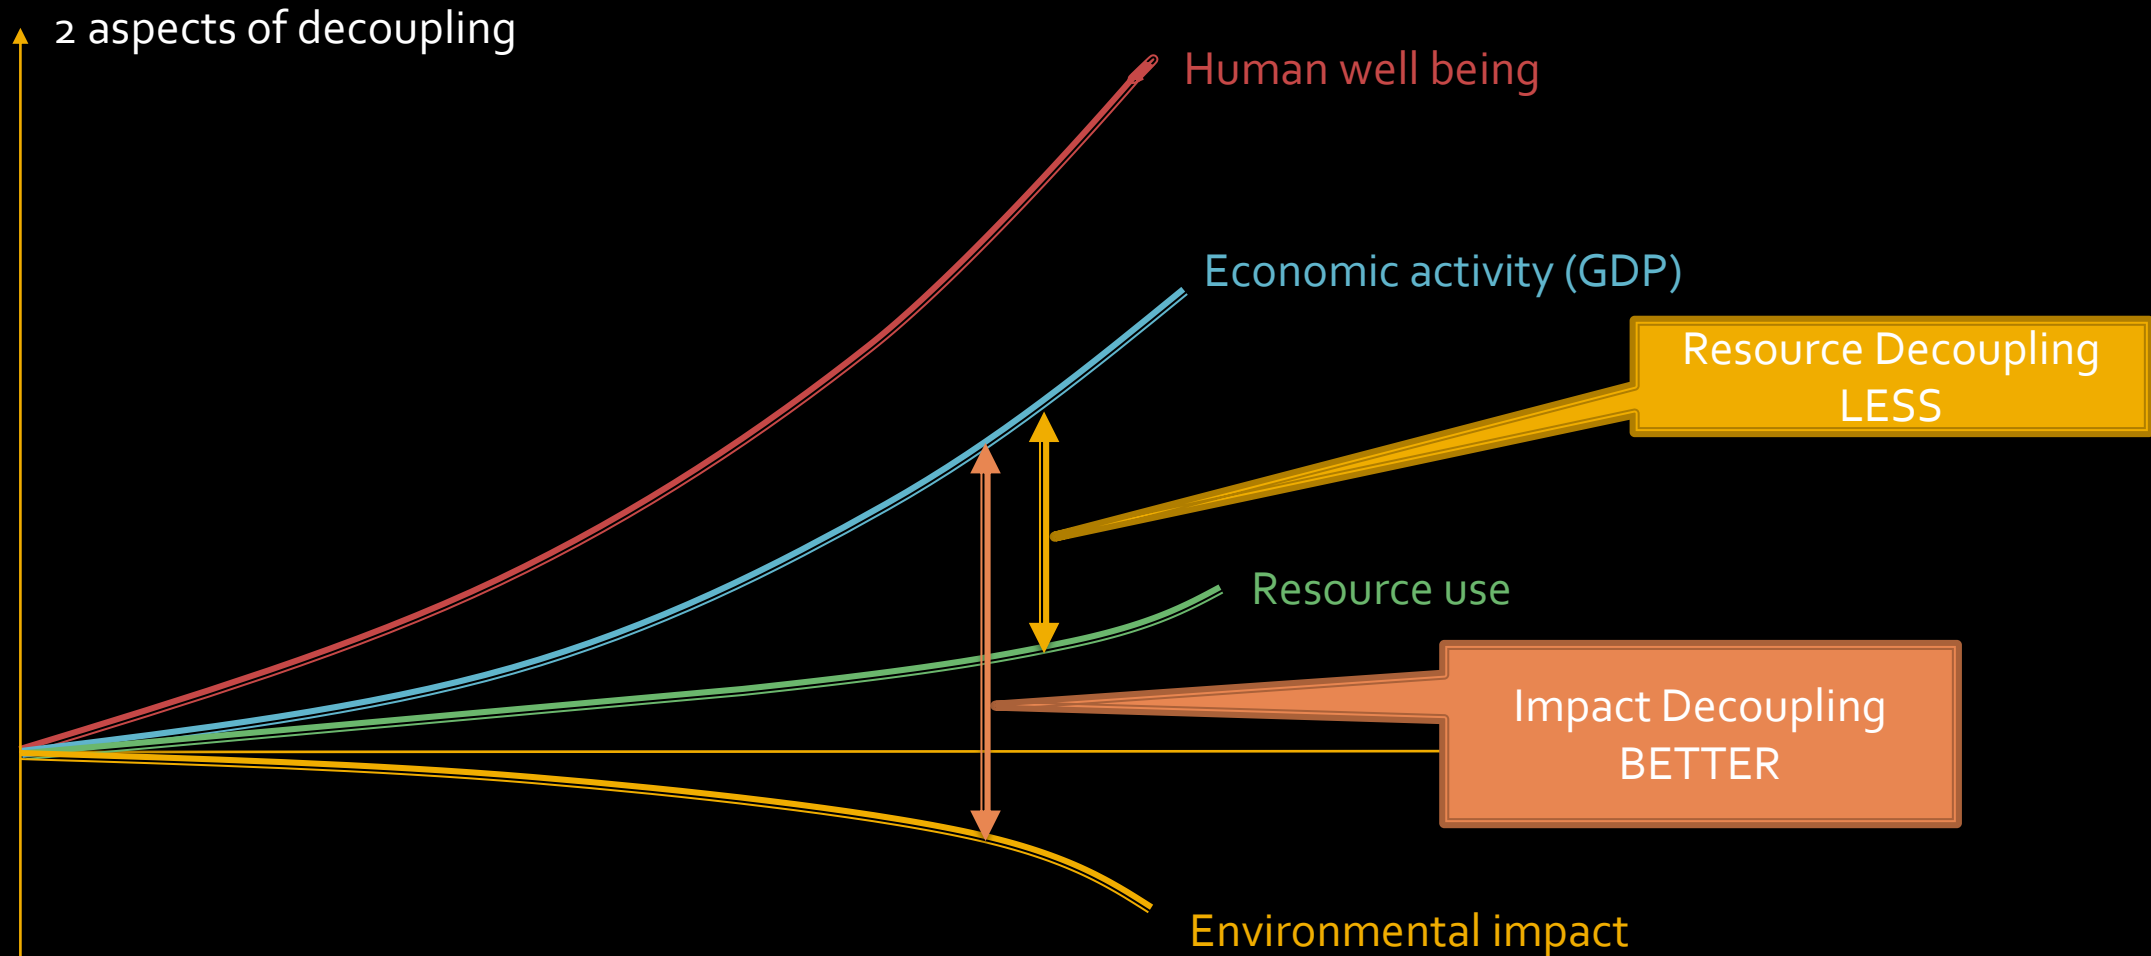 2 aspects of decoupling
Human well being
Economic activity (GDP)
Resource Decoupling
LESS
Resource use
Impact Decoupling
BETTER
Environmental impact